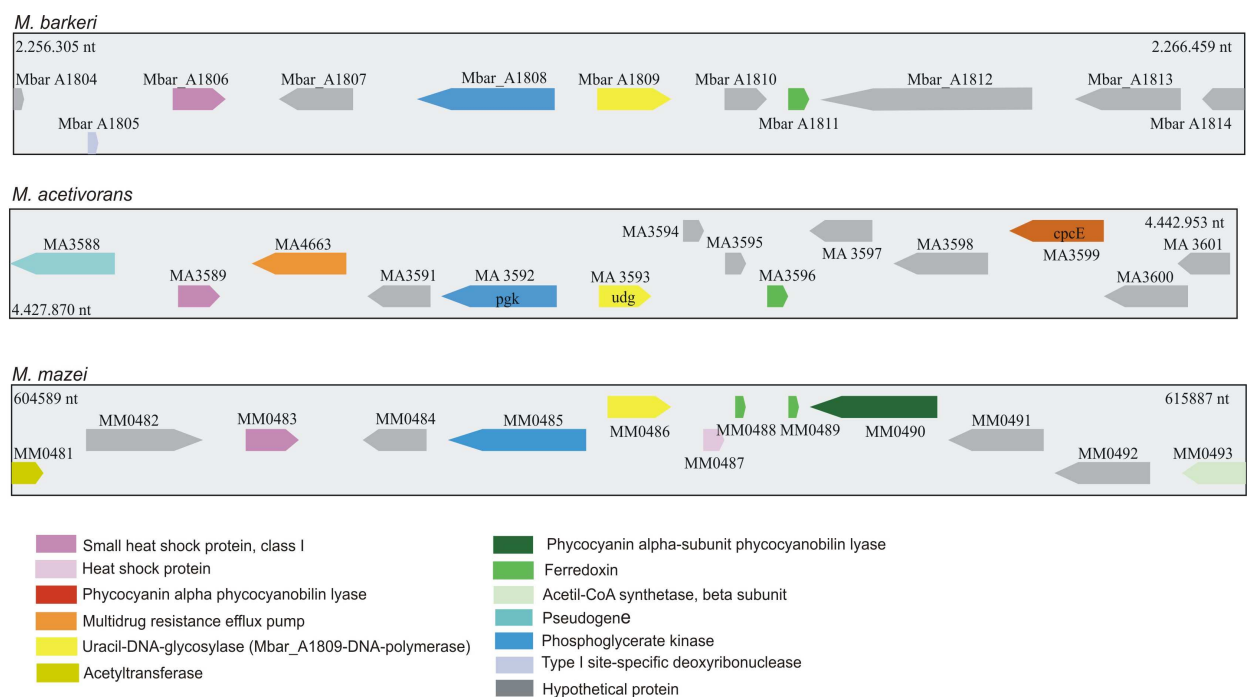 M. barkeri
2.256.305 nt
2.266.459 nt
Mbar A1804
Mbar_A1806
Mbar_A1807
Mbar_A1808
Mbar A1809
Mbar A1810
Mbar_A1812
Mbar_A1813
Mbar A1805
Mbar A1811
Mbar A1814
M. acetivorans
4.442.953 nt
MA3588
MA4663
MA3594
MA3595
MA 3597
MA3598
cpcE
MA3599
MA 3601
MA3589
MA3591
MA 3592
MA 3593
MA3596
MA3600
pgk
udg
4.427.870 nt
M. mazei
604589 nt
615887 nt
MM0482
MM0483
MM0484
MM0485
MM0486
MM0488
MM0489
MM0490
MM0491
MM0481
MM0487
MM0492
MM0493
Small heat shock protein, class I
Heat shock protein
Phycocyanin alpha phycocyanobilin lyase
Multidrug resistance efflux pump
Uracil-DNA-glycosylase (Mbar_A1809-DNA-polymerase)
Acetyltransferase
Phycocyanin alpha-subunit phycocyanobilin lyase
Ferredoxin
Acetil-CoA synthetase, beta subunit
Pseudogene
Phosphoglycerate kinase
Type I site-specific deoxyribonuclease
Hypothetical protein